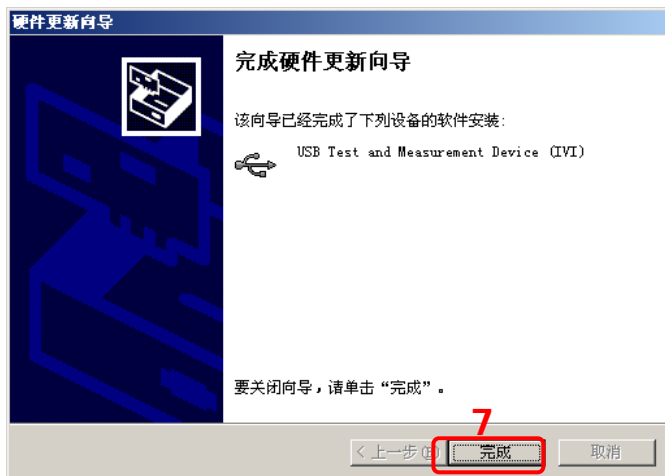 硬件更新向导
完成硬件更新向导
该向导已经完成了下列设备的软件安装:
USB Test and Measurement Device (IVI)
要关闭向导，请单击“完成”。
7
< 上一步(B) 完成 取消